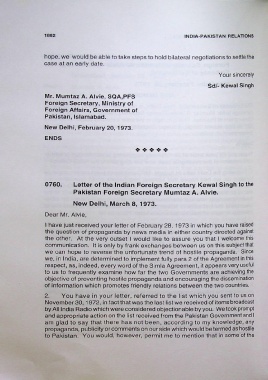 1682 INDIA-PAKISTAN RELATIONS
hope, we would be able to take steps to hold bilateral negotiations to settle the
case at an early date.
Your sincerely
Sd/- Kewal Singh
Mr. Mumtaz A. Alvie. SQA,PFS
Foreign Secretary, Ministry of
Foreign Affairs, Government of
Pakistan, Islamabad.
New Delhi, February 20, 1973.
ENDS
✥ ✥ ✥ ✥ ✥
0760. Letter of the Indian Foreign Secretary Kewal Singh to the
Pakistan Foreign Secretary Mumtaz A. Alvie.
New Delhi, March 8, 1973.
Dear Mr. Alvie,
I have just received your letter of February 28, 1973 in which you have raised
the question of propaganda by news media in either country directed against
the other. At the very outset I would like to assure you that I welcome this
communication. It is only by frank exchanges between us on this subject that
we can hope to reverse the unfortunate trend of hostile propaganda. Since
we, in India, are determined to implement fully para 2 of the Agreement in this
respect, as, indeed, every word of the Simla Agreement, it appears very useful
to us to frequently examine how far the two Governments are achieving the
objective of preventing hostile propaganda and encouraging the dissemination
of information which promotes friendly relations between the two countries.
2. You have in your letter, referred to the list which you sent to us on
November 30, 1972, in fact that was the last list we received of items broadcast
by All India Radio which were considered objectionable by you. We took prompt
and appropriate action on the list received from the Pakistan Government and I
am glad to say that there has not been, according to my knowledge, any
propaganda, publicity or comments on our side which would be termed as hostile
to Pakistan. You would, however, permit me to mention that in some of the